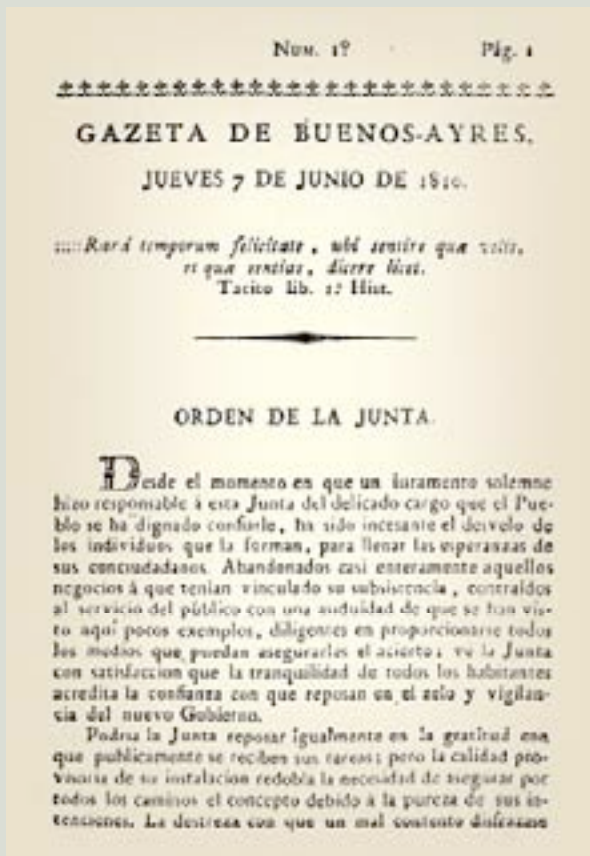 Num. 1º Pág. 1
GAZETA DE BUENOS-AYRES.
JUEVES 7 DE JUNIO DE 1810.
:::::Rará temporum felicitate, ubi sentire quæ velis,
et quæ sentias, dicere licet.
Tacito lib. 1º Hist.
ORDEN DE LA JUNTA.
Desde el momento en que un juramento solemne
hizo responsable á esta Junta del delicado cargo que el Pue-
blo se ha dignado confiarle, ha sido incesante el desvelo de
los individuos que la forman, para llenar las esperanzas de
sus conciudadanos. Abandonados casi enteramente aquellos
negocios á que tenian vinculado su subsistencia, contraídos
al servicio del público con una asiduidad de que se han vis-
to aquí pocos exemplos, diligentes en proporcionarse todos
los medios que puedan asegurarles el acierto; ve la Junta
con satisfaccion que la tranquilidad de todos los habitantes
acredita la confianza con que reposan en el zelo y vigilan-
cia del nuevo Gobierno.
Podria la Junta reposar igualmente en la gratitud con
que publicamente se reciben sus tareas; pero la calidad pro-
visoria de su instalacion redobla la necesidad de asegurar por
todos los caminos el concepto debido á la pureza de sus in-
tenciones. La destreza con que un mal contento disfrazase